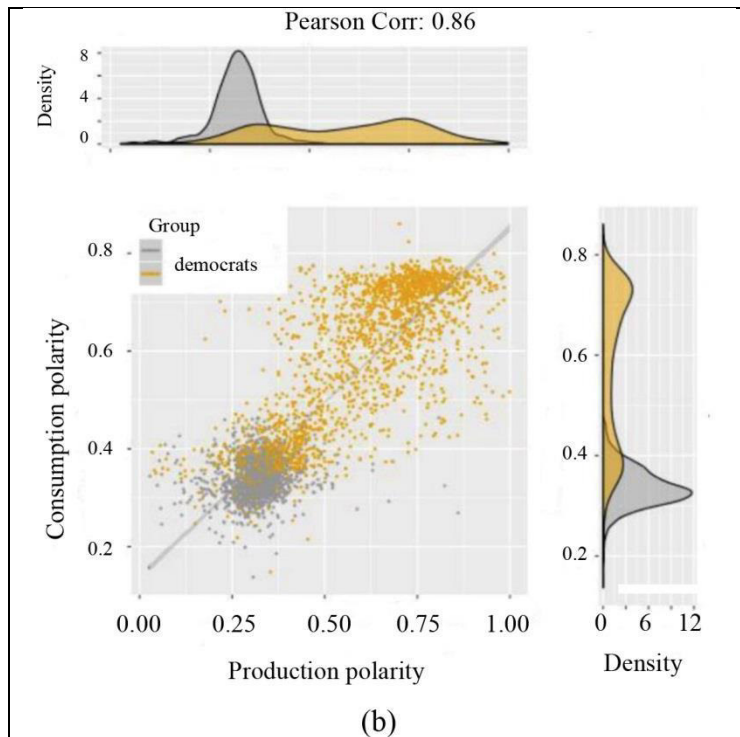 Pearson Corr: 0.86
Density
8
4
0
Group
democrats
Consumption polarity
0.8
0.6
0.4
0.2
0.00 0.25 0.50 0.75 1.00
Production polarity
0.8
0.6
0.4
0.2
0 6 12
Density
(b)